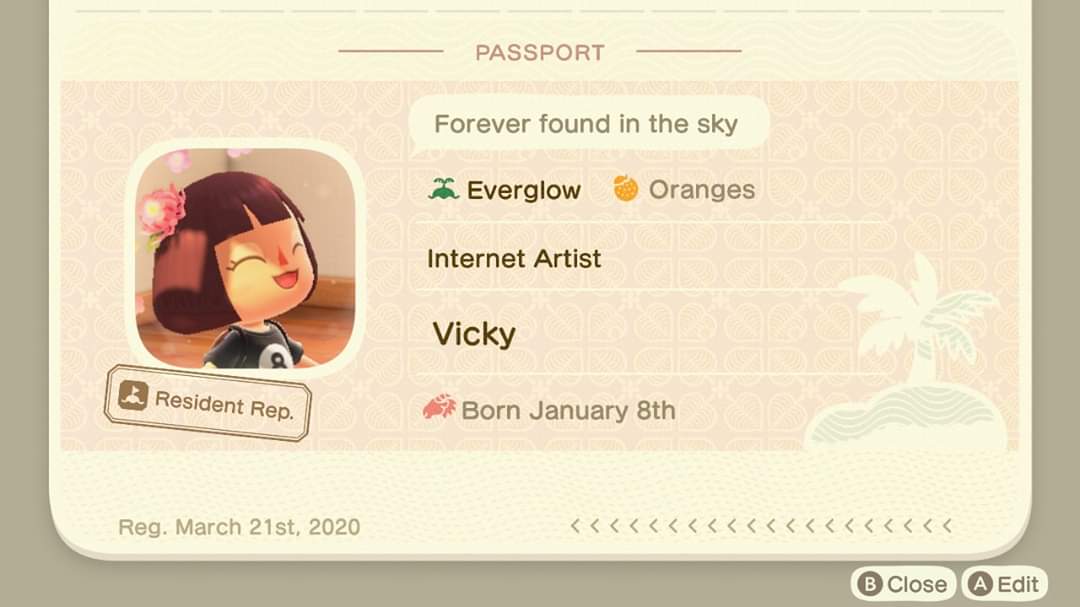 PASSPORT
Forever found in the sky
Everglow Oranges
Internet Artist
Vicky
Born January 8th
Resident Rep.
Reg. March 21st, 2020
< < < < < < < < < < < < < < < < < < < <
B Close A Edit
8